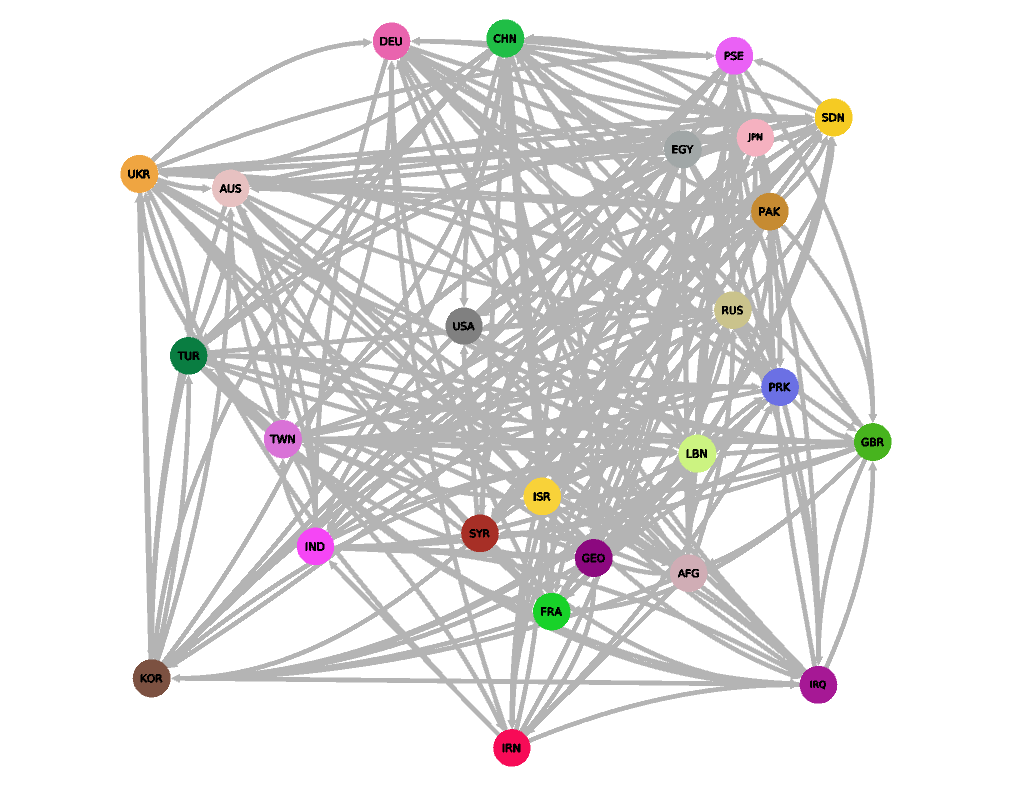 DEU
CHN
PSE
SDN
JPN
EGY
UKR
AUS
PAK
RUS
USA
TUR
PRK
TWN
GBR
LBN
ISR
SYR
IND
GEO
AFG
FRA
KOR
IRQ
IRN